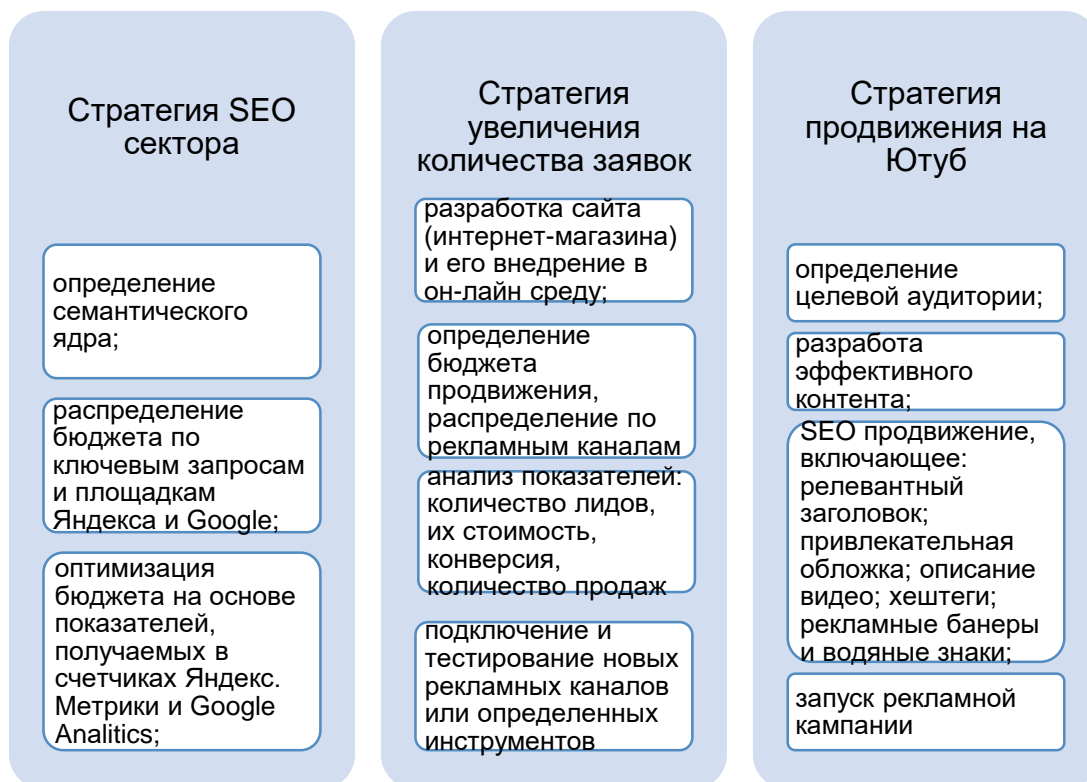 Стратегия SEO
сектора
определение
семантического
ядра;
распределение
бюджета по
ключевым запросам
и площадкам
Яндекса и Google;
оптимизация
бюджета на основе
показателей,
получаемых в
счетчиках Яндекс.
Метрики и Google
Analitics;
Стратегия
увеличения
количества заявок
разработка сайта
(интернет-магазина)
и его внедрение в
он-лайн среду;
определение
бюджета
продвижения,
распределение по
рекламным каналам
анализ показателей:
количество лидов,
их стоимость,
конверсия,
количество продаж
подключение и
тестирование новых
рекламных каналов
или определенных
инструментов
Стратегия
продвижения на
Ютуб
определение
целевой аудитории;
разработа
эффективного
контента;
SEO продвижение,
включающее:
релевантный
заголовок;
привлекательная
обложка; описание
видео; хештеги;
рекламные банеры
и водяные знаки;
запуск рекламной
кампании